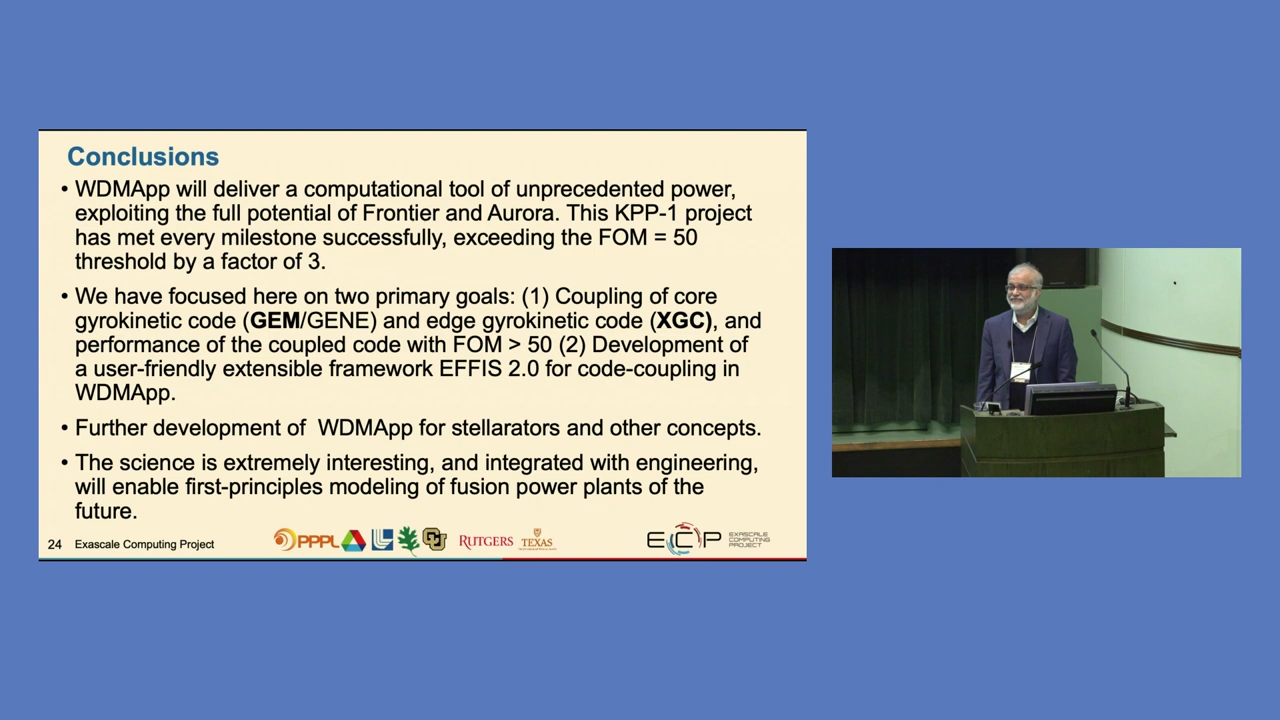 Conclusions
• WDMApp will deliver a computational tool of unprecedented power,
exploiting the full potential of Frontier and Aurora. This KPP-1 project
has met every milestone successfully, exceeding the FOM = 50
threshold by a factor of 3.
• We have focused here on two primary goals: (1) Coupling of core
gyrokinetic code (GEM/GENE) and edge gyrokinetic code (XGC), and
performance of the coupled code with FOM > 50 (2) Development of
a user-friendly extensible framework EFFIS 2.0 for code-coupling in
WDMApp.
• Further development of  WDMApp for stellarators and other concepts.
• The science is extremely interesting, and integrated with engineering,
will enable first-principles modeling of fusion power plants of the
future.
24 Exascale Computing Project
PPPL
CU
RUTGERS
TEXAS
ECP
EXASCALE
COMPUTING
PROJECT